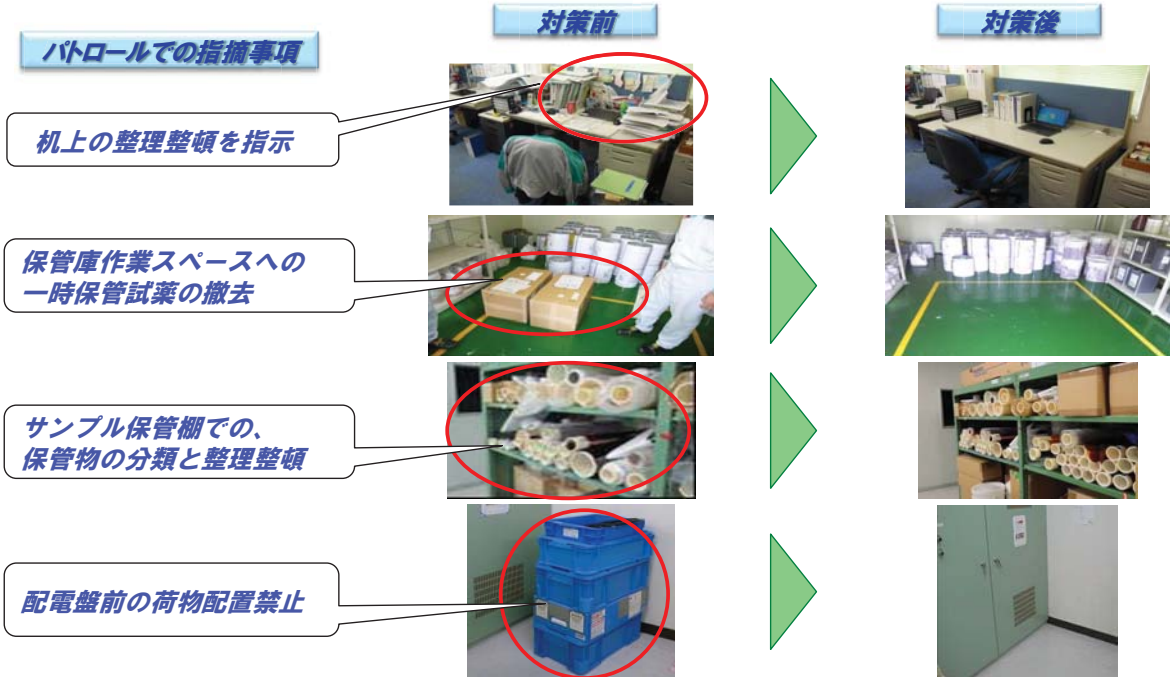 パトロールでの指摘事項
対策前
対策後
机上の整理整頓を指示
保管庫作業スペースへの
一時保管試薬の撤去
サンプル保管棚での、
保管物の分類と整理整頓
配電盤前の荷物配置禁止